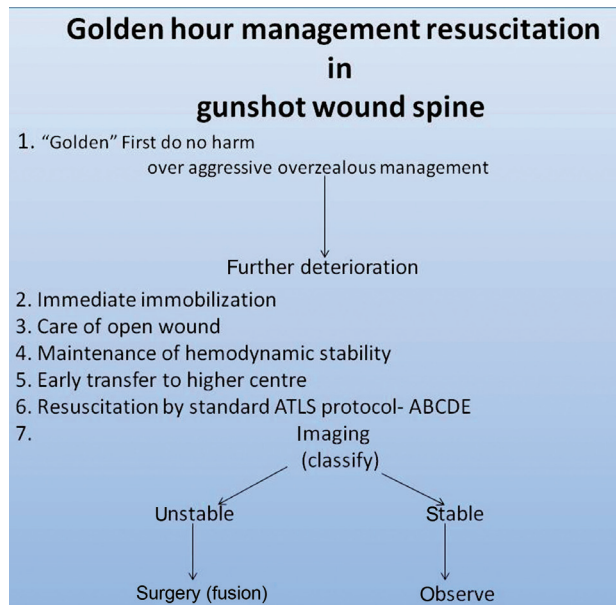 Golden hour management resuscitation
in
gunshot wound spine
1. “Golden” First do no harm
over aggressive overzealous management
Further deterioration
2. Immediate immobilization
3. Care of open wound
4. Maintenance of hemodynamic stability
5. Early transfer to higher centre
6. Resuscitation by standard ATLS protocol- ABCDE
7. Imaging
(classify)
Unstable Stable
Surgery (fusion) Observe